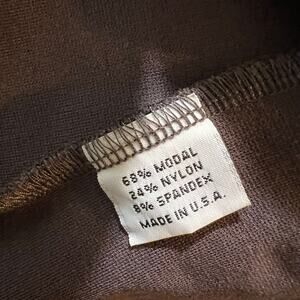 68% MODAL
24% NYLON
8% SPANDEX
MADE IN U.S.A.